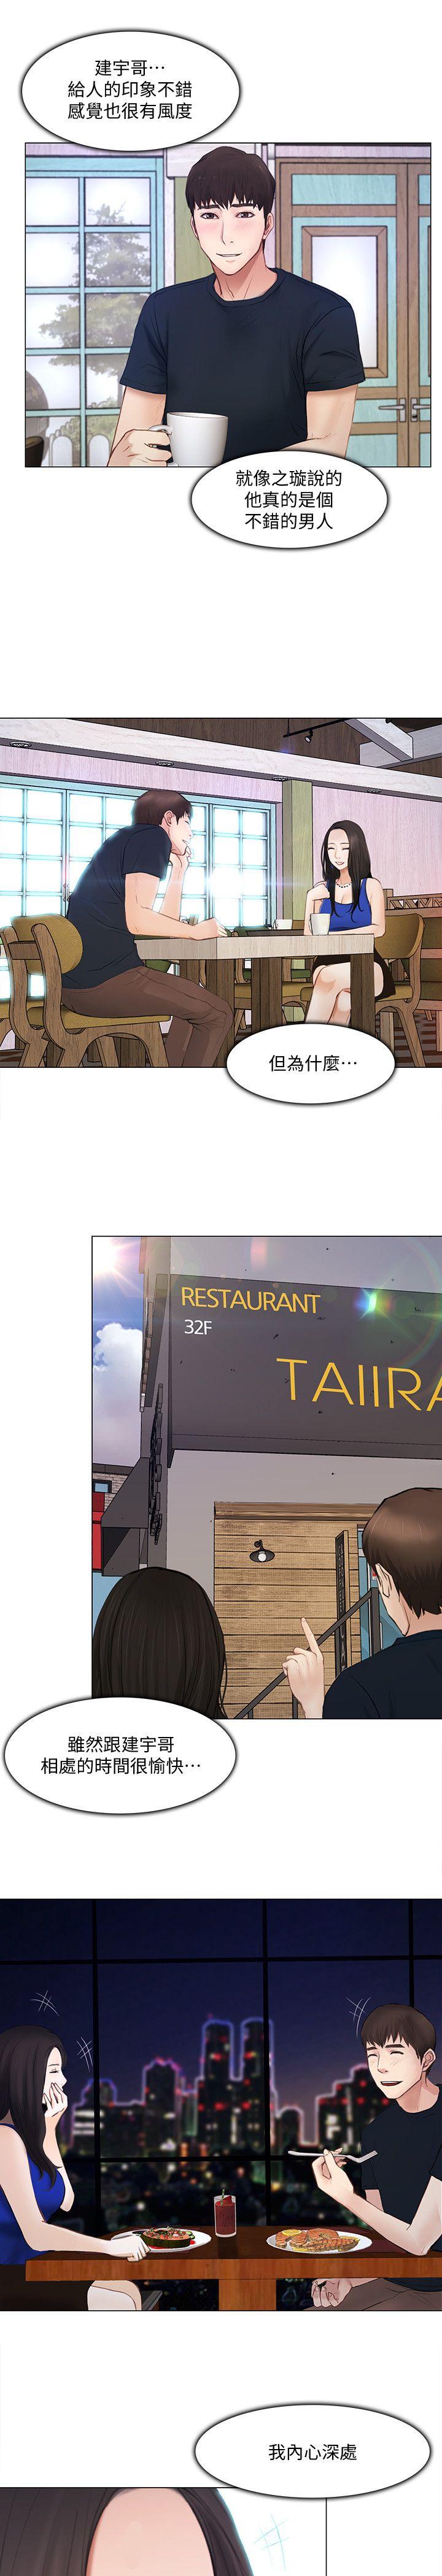 建宇哥⋯
給人的印象不錯
感覺也很有風度
就像之璇說的
他真的是個
不錯的男人
但為什麼⋯
RESTAURANT
32F
TAIIRA
雖然跟建宇哥
相處的時間很愉快⋯
我內心深處